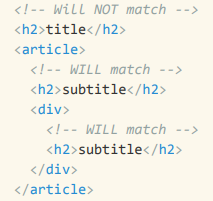 <!-- Will NOT match -->
<h2>title</h2>
<article>
<!-- WILL match -->
<h2>subtitle</h2>
<div>
<!-- WILL match -->
<h2>subtitle</h2>
</div>
</article>